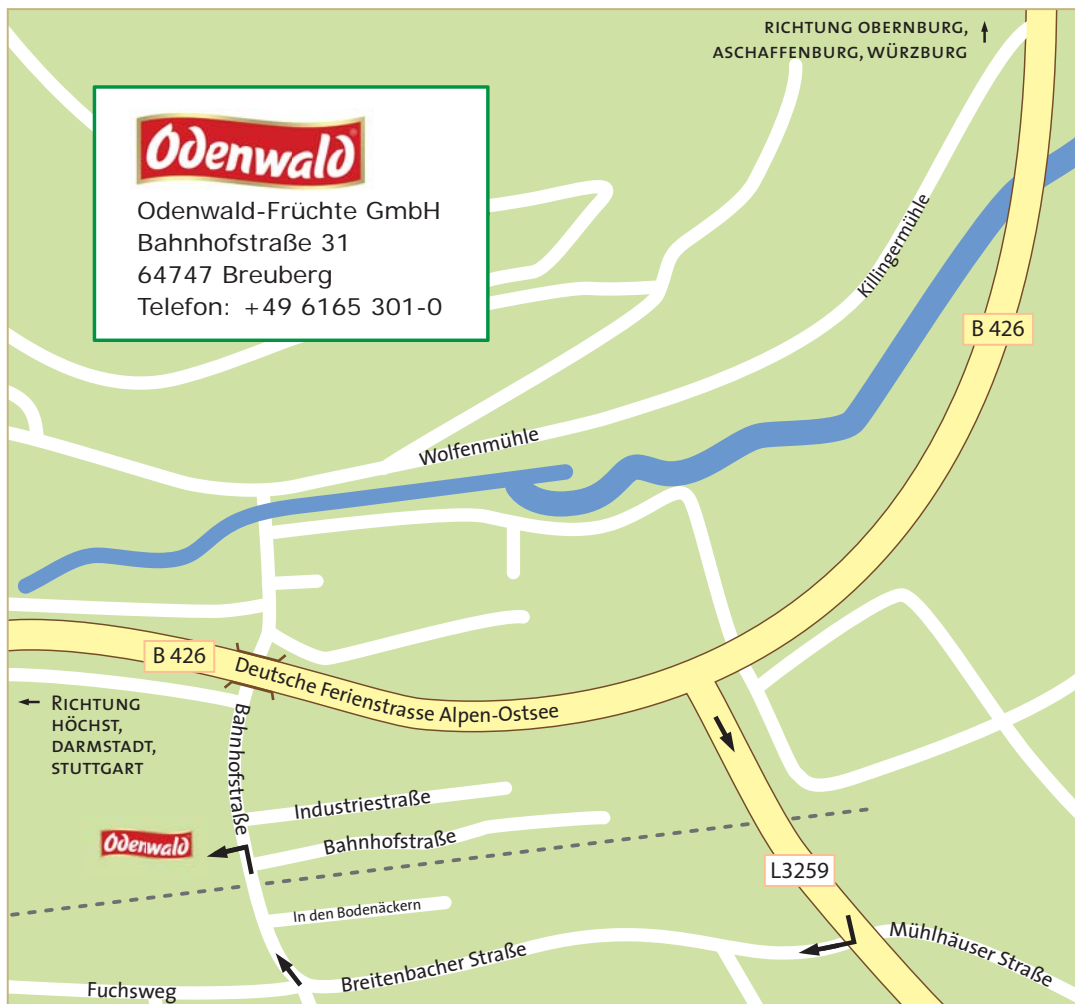 RICHTUNG OBERNBURG,
ASCHAFFENBURG, WÜRZBURG
Odenwald
Odenwald-Früchte GmbH
Bahnhofstraße 31
64747 Breuberg
Telefon: +49 6165 301-0
Killingermühle
B 426
Wolfenmühle
B 426
Deutsche Ferienstrasse Alpen-Ostsee
RICHTUNG
HÖCHST,
DARMSTADT,
STUTTGART
Bahnhofstraße
Industriestraße
Bahnhofstraße
Odenwald
L3259
In den Bodenäckern
Mühlhäuser Straße
Breitenbacher Straße
Fuchsweg